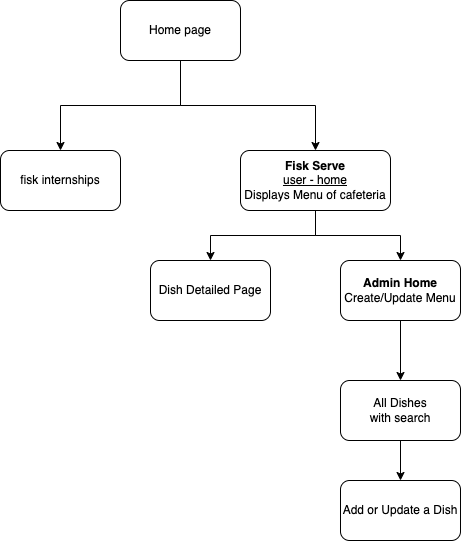 Home page
fisk internships
Fisk Serve
user - home
Displays Menu of cafeteria
Dish Detailed Page
Admin Home
Create/Update Menu
All Dishes
with search
Add or Update a Dish